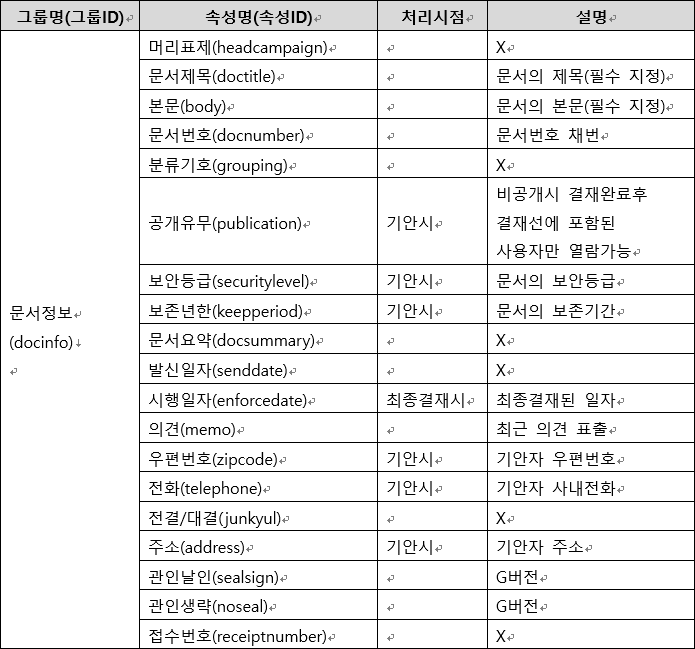 그룹명(그룹ID) 속성명(속성ID) 처리시점 설명
머리표제(headcampaign) X
문서제목(doctitle) 문서의 제목(필수 지정)
본문(body) 문서의 본문(필수 지정)
문서번호(docnumber) 문서번호 채번
분류기호(grouping) X
공개유무(publication) 기안시 비공개시 결재완료후
결재선에 포함된
사용자만 열람가능
보안등급(securitylevel) 기안시 문서의 보안등급
문서정보
(docinfo)
보존년한(keepperiod) 기안시 문서의 보존기간
문서요약(docsummary) X
발신일자(senddate) X
시행일자(enforcedate) 최종결재시 최종결재된 일자
의견(memo) 최근 의견 표출
우편번호(zipcode) 기안시 기안자 우편번호
전화(telephone) 기안시 기안자 사내전화
전결/대결(junkyul) X
주소(address) 기안시 기안자 주소
관인날인(sealsign) G버전
관인생략(noseal) G버전
접수번호(receiptnumber) X